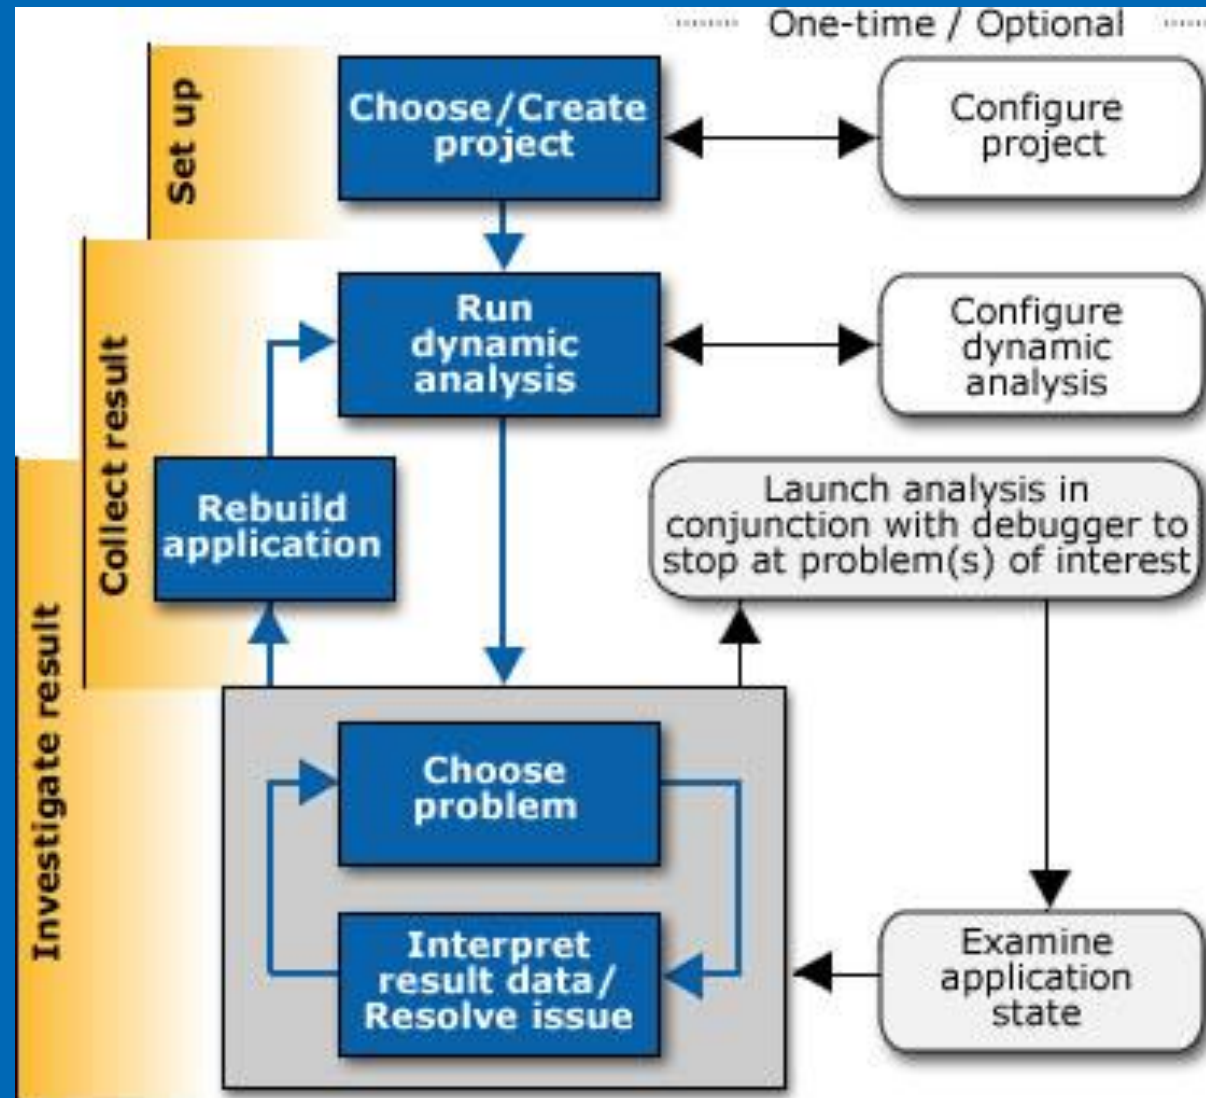 One-time / Optional
Set up
Choose/Create
project
Configure
project
Collect result
Run
dynamic
analysis
Configure
dynamic
analysis
Rebuild
application
Launch analysis in
conjunction with debugger to
stop at problem(s) of interest
Investigate result
Choose
problem
Interpret
result data/
Resolve issue
Examine
application
state